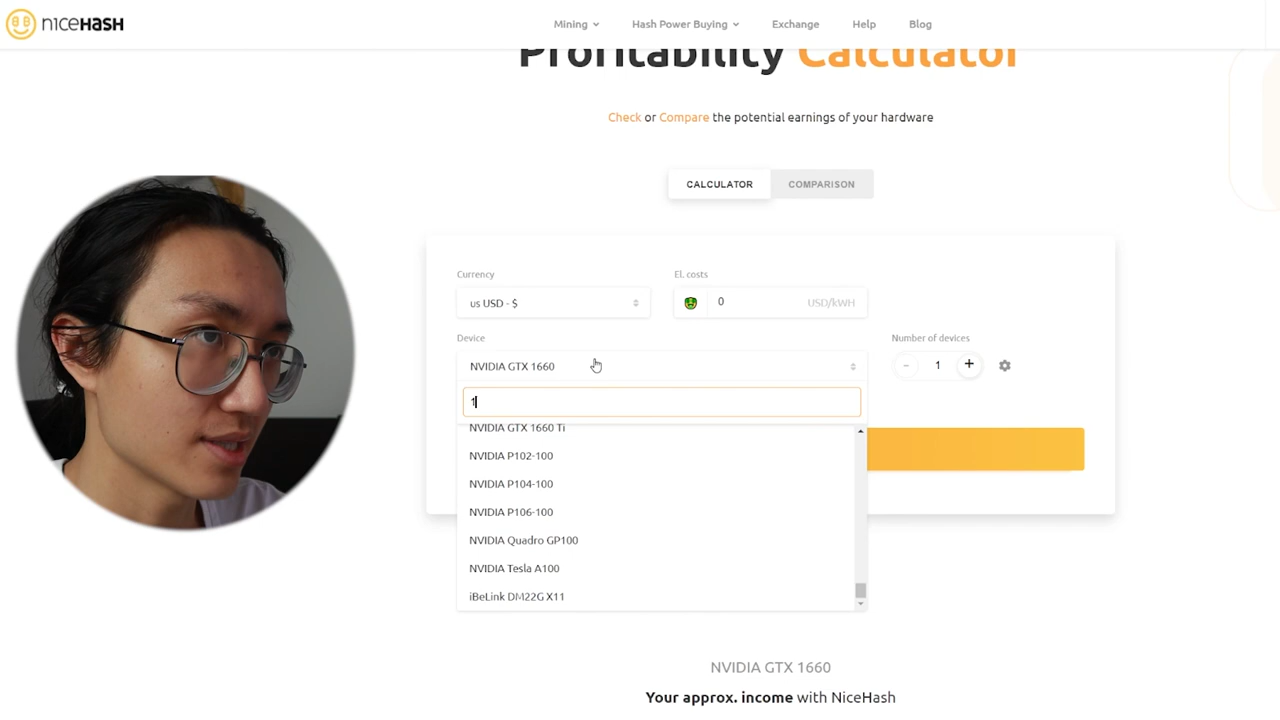 niceHASH
Mining
Hash Power Buying
Exchange
Help
Blog
Profitability Calculator
Check or Compare the potential earnings of your hardware
CALCULATOR
COMPARISON
Currency
El. costs
us USD - $
0
USD/kWH
Device
Number of devices
NVIDIA GTX 1660
- 1 +
1
NVIDIA GTX 1660 Ti
NVIDIA P102-100
NVIDIA P104-100
NVIDIA P106-100
NVIDIA Quadro GP100
NVIDIA Tesla A100
iBeLink DM22G X11
NVIDIA GTX 1660
Your approx. income with NiceHash